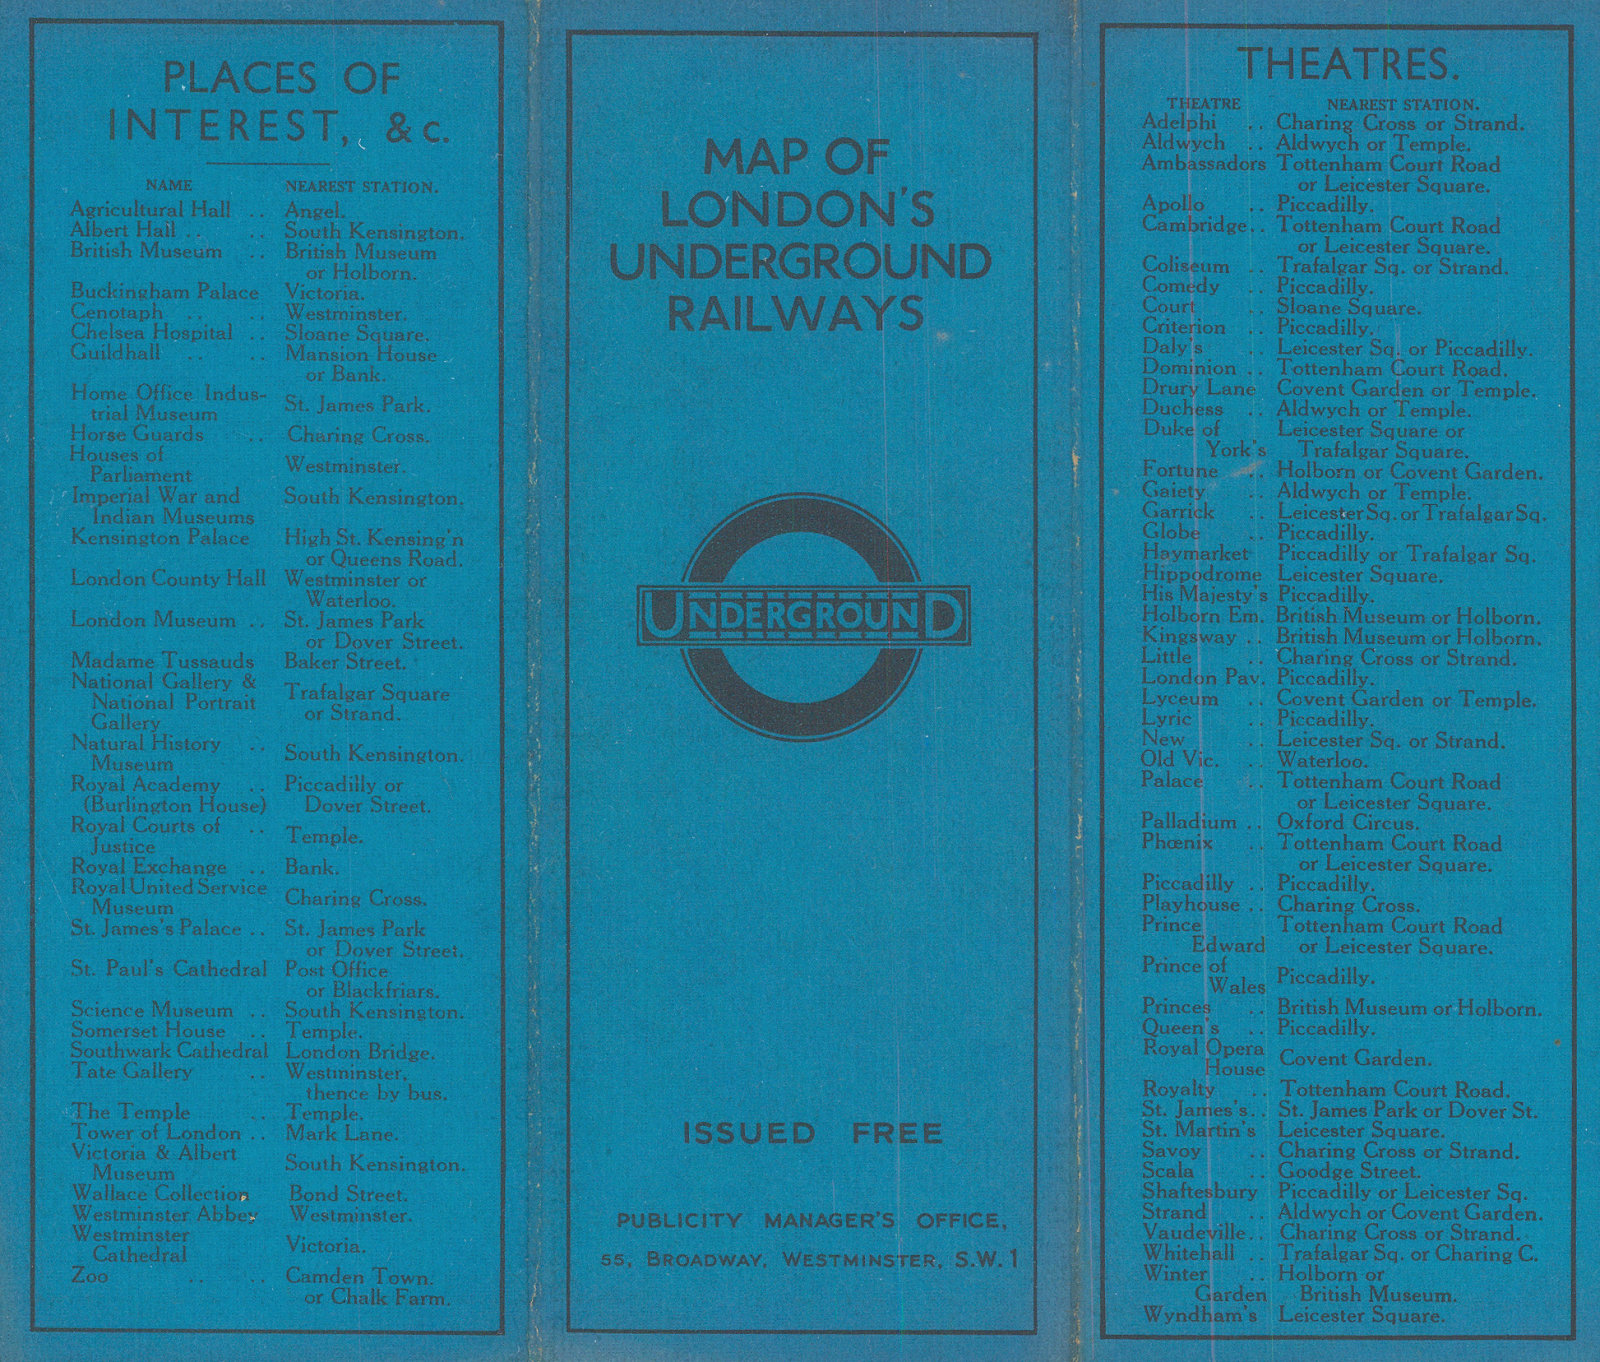 PLACES OF
INTEREST, & c.
NAME NEAREST STATION.
Agricultural Hall .. Angel.
Albert Hall .. .. South Kensington.
British Museum .. British Museum
or Holborn.
Buckingham Palace Victoria.
Cenotaph .. .. Westminster.
Chelsea Hospital .. Sloane Square.
Guildhall .. .. Mansion House
or Bank.
Home Office Indus-
trial Museum St. James Park.
Horse Guards .. Charing Cross.
Houses of
Parliament Westminster.
Imperial War and South Kensington.
Indian Museums
Kensington Palace High St. Kensing'n
or Queens Road.
London County Hall Westminster or
Waterloo.
London Museum .. St. James Park
or Dover Street.
Madame Tussauds Baker Street.
National Gallery &
National Portrait Trafalgar Square
Gallery or Strand.
Natural History ..
Museum South Kensington.
Royal Academy .. Piccadilly or
(Burlington House) Dover Street.
Royal Courts of ..
Justice Temple.
Royal Exchange .. Bank.
Royal United Service
Museum Charing Cross.
St. James's Palace .. St. James Park
or Dover Street.
St. Paul's Cathedral Post Office
or Blackfriars.
Science Museum .. South Kensington.
Somerset House .. Temple.
Southwark Cathedral London Bridge.
Tate Gallery .. Westminster,
thence by bus.
The Temple .. Temple.
Tower of London .. Mark Lane.
Victoria & Albert
Museum South Kensington.
Wallace Collection Bond Street.
Westminster Abbey Westminster.
Westminster
Cathedral Victoria.
Zoo .. .. Camden Town.
or Chalk Farm.
MAP OF
LONDON'S
UNDERGROUND
RAILWAYS
UNDERGROUND
ISSUED FREE
PUBLICITY MANAGER'S OFFICE,
55, BROADWAY, WESTMINSTER, S.W.1
THEATRES.
THEATRE NEAREST STATION.
Adelphi .. Charing Cross or Strand.
Aldwych .. Aldwych or Temple.
Ambassadors Tottenham Court Road
or Leicester Square.
Apollo .. Piccadilly.
Cambridge.. Tottenham Court Road
or Leicester Square.
Coliseum .. Trafalgar Sq. or Strand.
Comedy .. Piccadilly.
Court .. Sloane Square.
Criterion .. Piccadilly.
Daly's .. Leicester Sq. or Piccadilly.
Dominion .. Tottenham Court Road.
Drury Lane Covent Garden or Temple.
Duchess .. Aldwych or Temple.
Duke of Leicester Square or
York's Trafalgar Square.
Fortune .. Holborn or Covent Garden.
Gaiety .. Aldwych or Temple.
Garrick .. Leicester Sq. or Trafalgar Sq.
Globe .. Piccadilly.
Haymarket Piccadilly or Trafalgar Sq.
Hippodrome Leicester Square.
His Majesty's Piccadilly.
Holborn Em. British Museum or Holborn.
Kingsway .. British Museum or Holborn.
Little .. Charing Cross or Strand.
London Pav. Piccadilly.
Lyceum .. Covent Garden or Temple.
Lyric .. Piccadilly.
New .. Leicester Sq. or Strand.
Old Vic. .. Waterloo.
Palace .. Tottenham Court Road
or Leicester Square.
Palladium .. Oxford Circus.
Phœnix .. Tottenham Court Road
or Leicester Square.
Piccadilly .. Piccadilly.
Playhouse .. Charing Cross.
Prince Tottenham Court Road
Edward or Leicester Square.
Prince of
Wales Piccadilly.
Princes .. British Museum or Holborn.
Queen's .. Piccadilly.
Royal Opera
House Covent Garden.
Royalty .. Tottenham Court Road.
St. James's.. St. James Park or Dover St.
St. Martin's Leicester Square.
Savoy .. Charing Cross or Strand.
Scala .. Goodge Street.
Shaftesbury Piccadilly or Leicester Sq.
Strand .. Aldwych or Covent Garden.
Vaudeville.. Charing Cross or Strand.
Whitehall .. Trafalgar Sq. or Charing C.
Winter .. Holborn or
Garden British Museum.
Wyndham's Leicester Square.